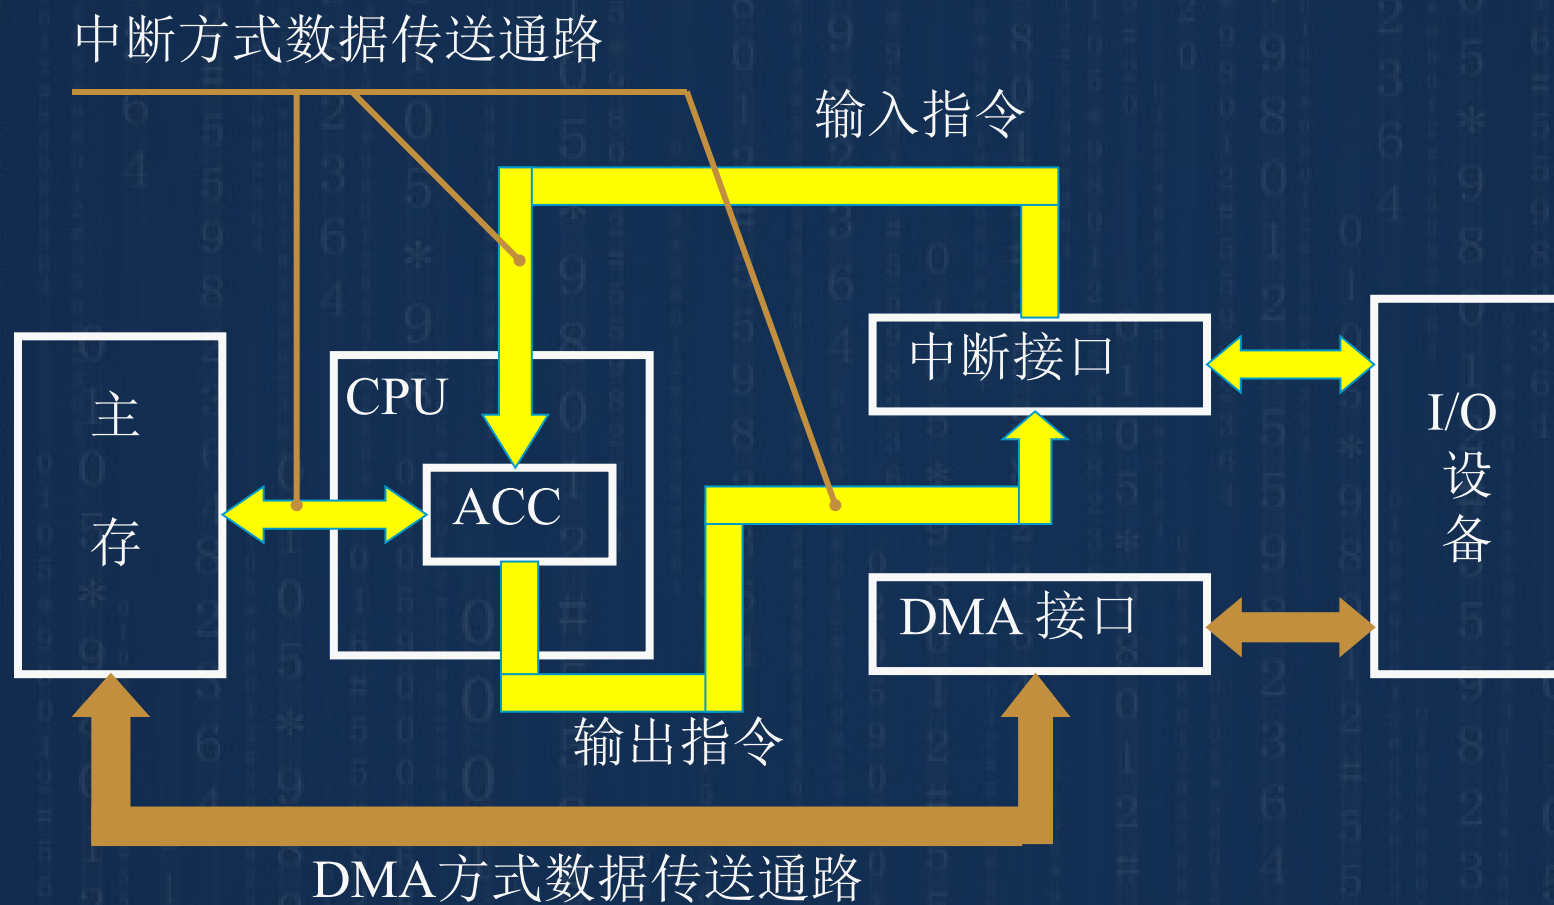 中断方式数据传送通路
输入指令
中断接口
CPU
主
存
ACC
I/O
设
备
DMA 接口
输出指令
DMA方式数据传送通路